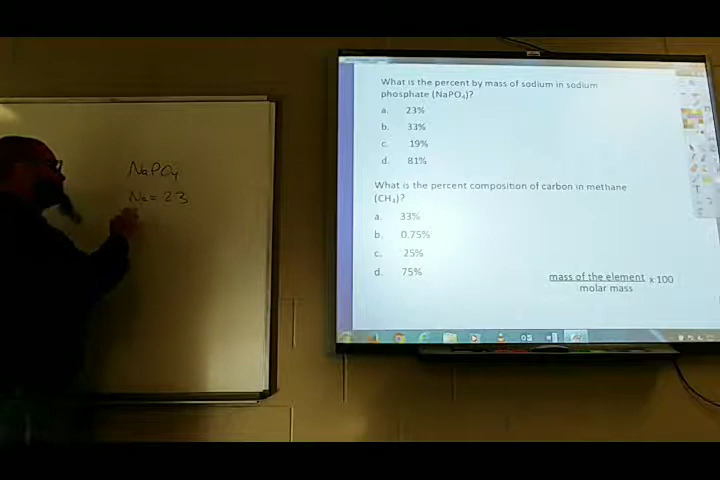 NaPO4
Na = 23
What is the percent by mass of sodium in sodium
phosphate (NaPO4)?
a. 23%
b. 33%
c. 19%
d. 81%
What is the percent composition of carbon in methane
(CH4)?
a. 33%
b. 0.75%
c. 25%
d. 75%
mass of the element x 100
molar mass